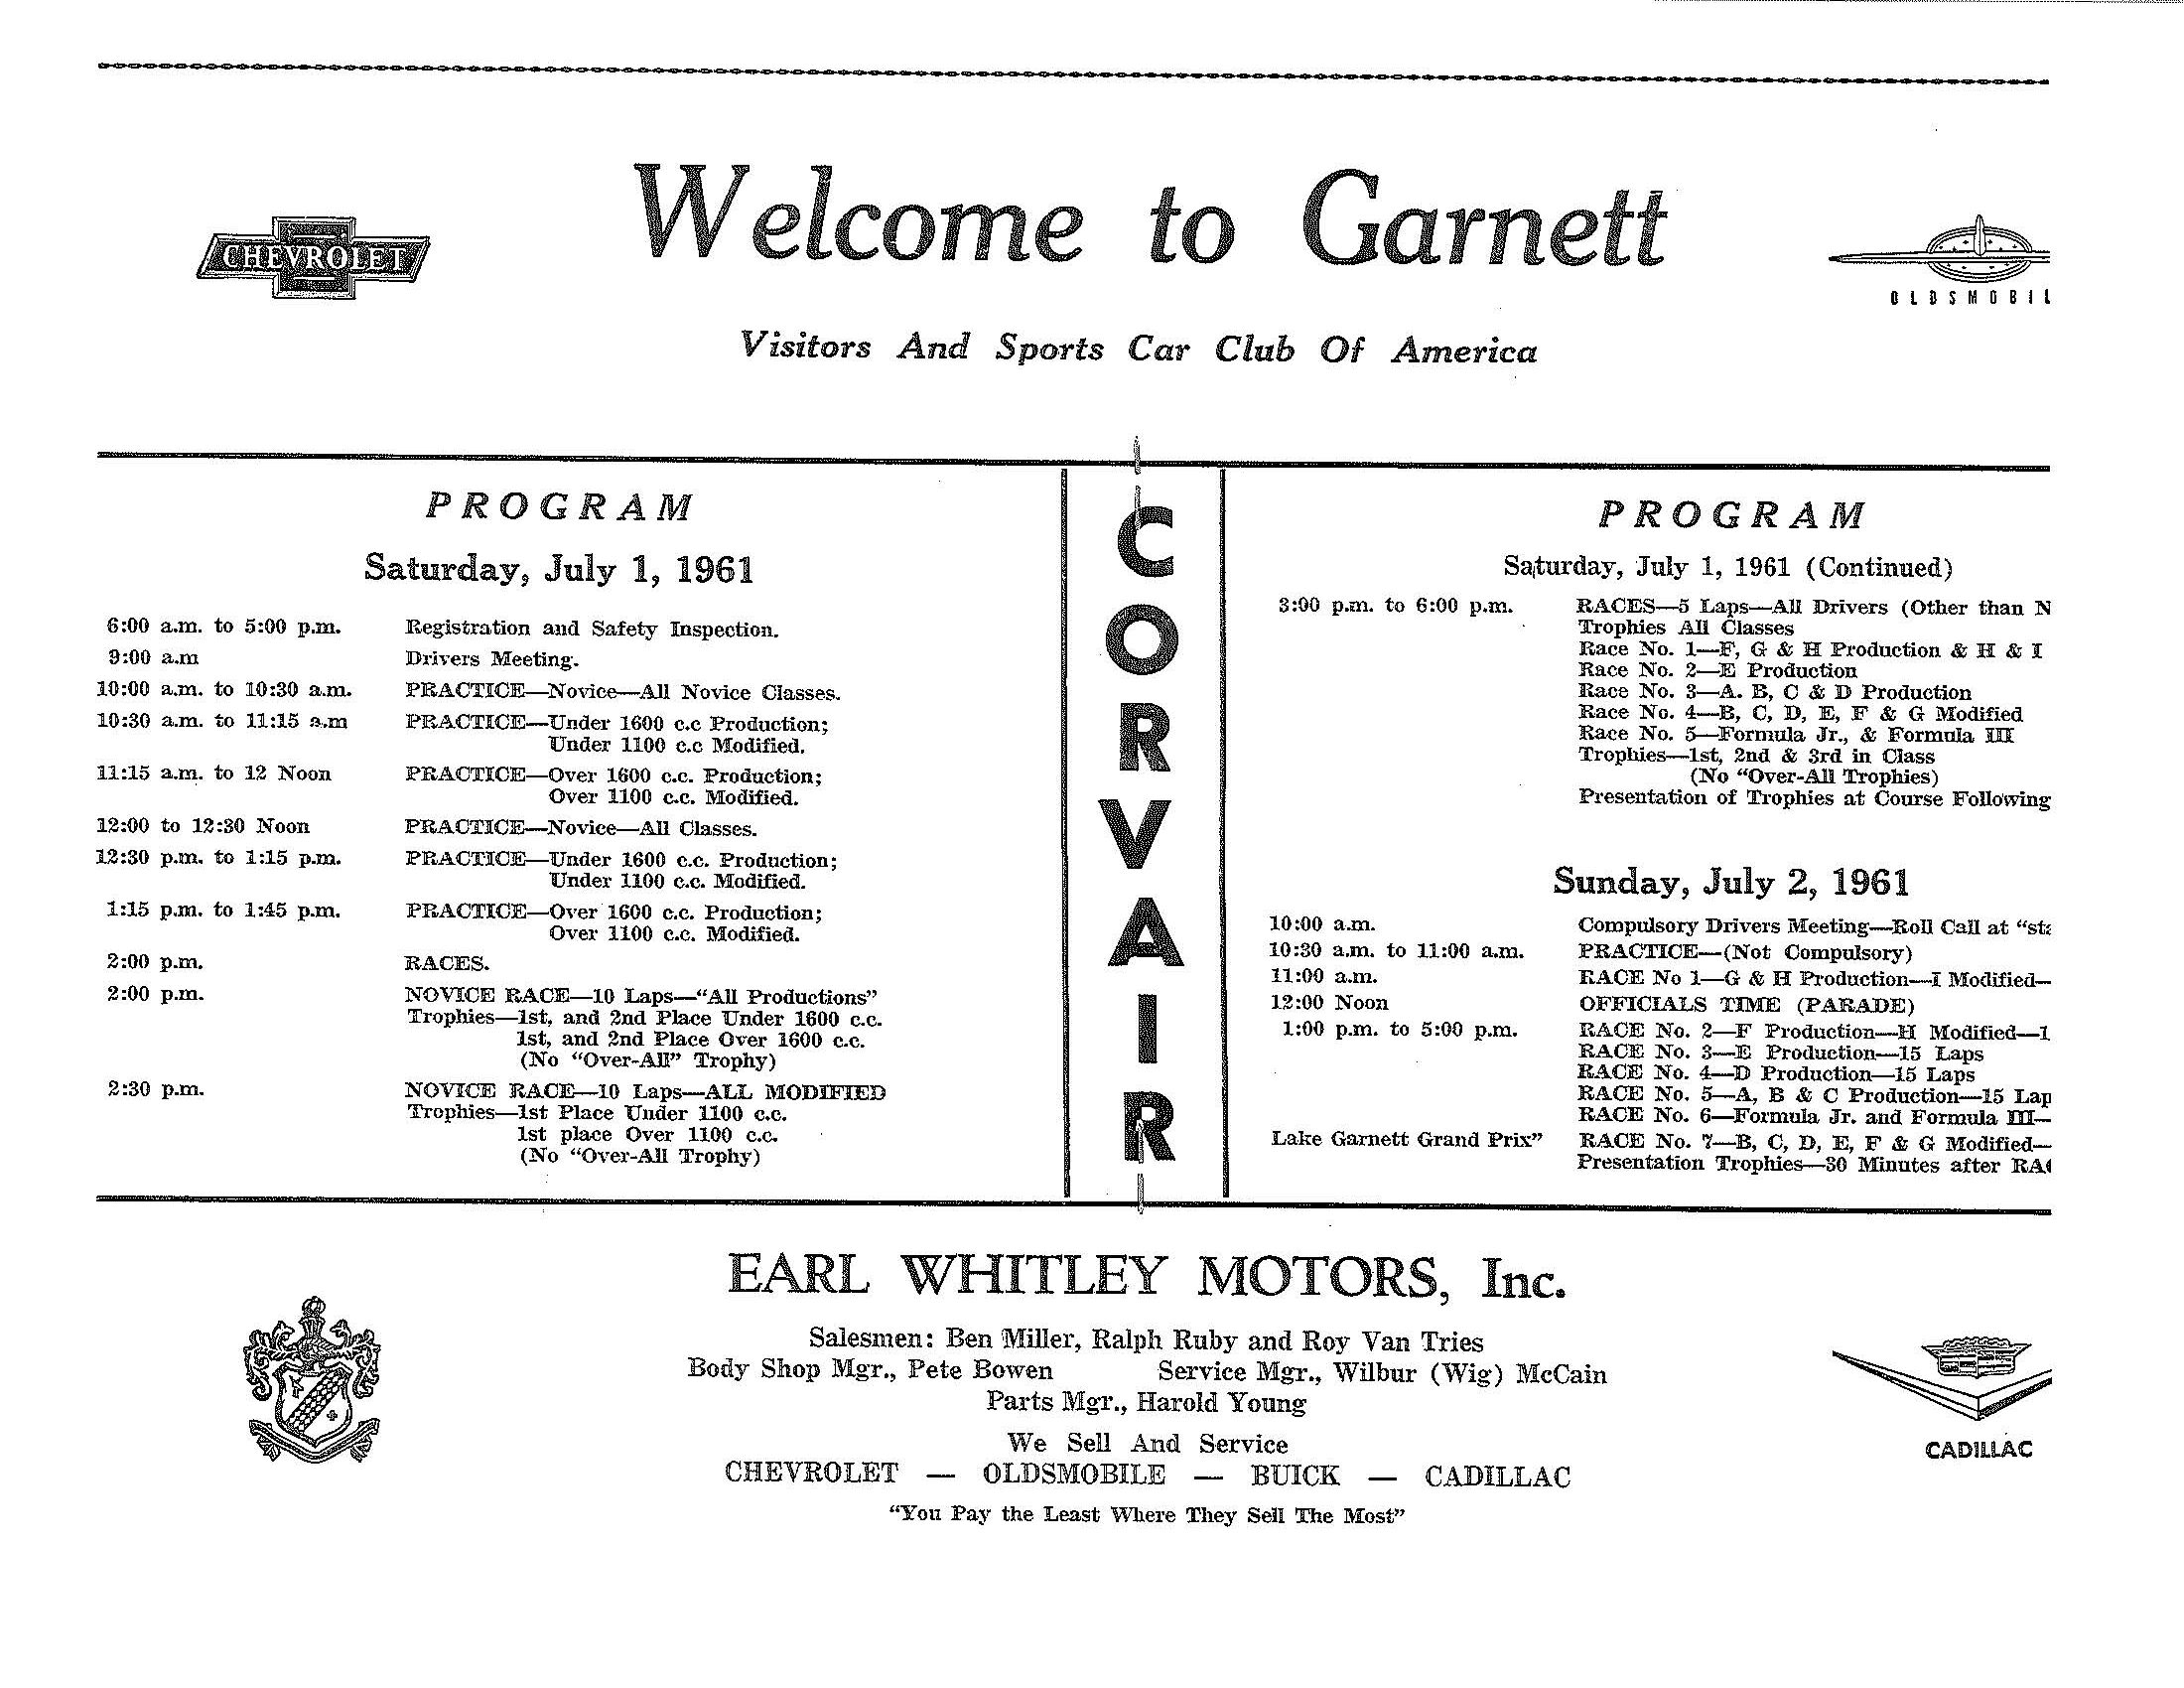 Welcome to Garnett
CHEVROLET
OLDSMOBIL
Visitors And Sports Car Club Of America
PROGRAM
Saturday, July 1, 1961
6:00 a.m. to 5:00 p.m. Registration and Safety Inspection.
9:00 a.m Drivers Meeting.
10:00 a.m. to 10:30 a.m. PRACTICE—Novice—All Novice Classes.
10:30 a.m. to 11:15 a.m PRACTICE—Under 1600 c.c Production;
Under 1100 c.c Modified.
11:15 a.m. to 12 Noon PRACTICE—Over 1600 c.c. Production;
Over 1100 c.c. Modified.
12:00 to 12:30 Noon PRACTICE—Novice—All Classes.
12:30 p.m. to 1:15 p.m. PRACTICE—Under 1600 c.c. Production;
Under 1100 c.c. Modified.
1:15 p.m. to 1:45 p.m. PRACTICE—Over 1600 c.c. Production;
Over 1100 c.c. Modified.
2:00 p.m. RACES.
2:00 p.m. NOVICE RACE—10 Laps—"All Productions"
Trophies—1st, and 2nd Place Under 1600 c.c.
1st, and 2nd Place Over 1600 c.c.
(No "Over-All" Trophy)
2:30 p.m. NOVICE RACE—10 Laps—ALL MODIFIED
Trophies—1st Place Under 1100 c.c.
1st place Over 1100 c.c.
(No "Over-All Trophy)
CORVAIR
PROGRAM
Saturday, July 1, 1961 (Continued)
3:00 p.m. to 6:00 p.m. RACES—5 Laps—All Drivers (Other than N
Trophies All Classes
Race No. 1—F, G & H Production & H & I
Race No. 2—E Production
Race No. 3—A. B, C & D Production
Race No. 4—B, C, D, E, F & G Modified
Race No. 5—Formula Jr., & Formula III
Trophies—1st, 2nd & 3rd in Class
(No "Over-All Trophies)
Presentation of Trophies at Course Following
Sunday, July 2, 1961
10:00 a.m. Compulsory Drivers Meeting—Roll Call at "sta
10:30 a.m. to 11:00 a.m. PRACTICE—(Not Compulsory)
11:00 a.m. RACE No 1—G & H Production—I Modified—
12:00 Noon OFFICIALS TIME (PARADE)
1:00 p.m. to 5:00 p.m. RACE No. 2—F Production—H Modified—1
RACE No. 3—E Production—15 Laps
RACE No. 4—D Production—15 Laps
RACE No. 5—A, B & C Production—15 Lap
RACE No. 6—Formula Jr. and Formula III—
Lake Garnett Grand Prix" RACE No. 7—B, C, D, E, F & G Modified—
Presentation Trophies—30 Minutes after RAC
EARL WHITLEY MOTORS, Inc.
Salesmen: Ben Miller, Ralph Ruby and Roy Van Tries
Body Shop Mgr., Pete Bowen Service Mgr., Wilbur (Wig) McCain
Parts Mgr., Harold Young
We Sell And Service
CHEVROLET — OLDSMOBILE — BUICK — CADILLAC
"You Pay the Least Where They Sell The Most"
CADILLAC